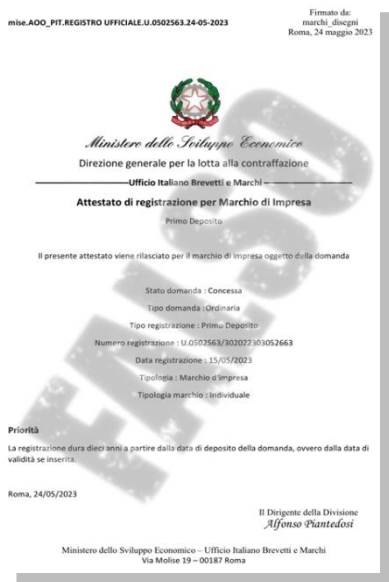 mise.AOO_PIT.REGISTRO UFFICIALE.U.0502563.24-05-2023
Firmato da:
marchi_disegni
Roma, 24 maggio 2023
Ministero dello Sviluppo Economico
Direzione generale per la lotta alla contraffazione
Ufficio Italiano Brevetti e Marchi
Attestato di registrazione per Marchio di Impresa
Primo Deposito
Il presente attestato viene rilasciato per il marchio di impresa oggetto della domanda
Stato domanda : Concessa
Tipo domanda :Ordinaria
Tipo registrazione : Primo Deposito
Numero registrazione : U.0502563/302022303052663
Data registrazione : 15/05/2023
Tipologia : Marchio d'impresa
Tipologia marchio : Individuale
FALSO
Priorità
La registrazione dura dieci anni a partire dalla data di deposito della domanda, ovvero dalla data di
validità se inserita.
Roma, 24/05/2023
Il Dirigente della Divisione
Alfonso Piantedosi
Ministero dello Sviluppo Economico – Ufficio Italiano Brevetti e Marchi
Via Molise 19 – 00187 Roma